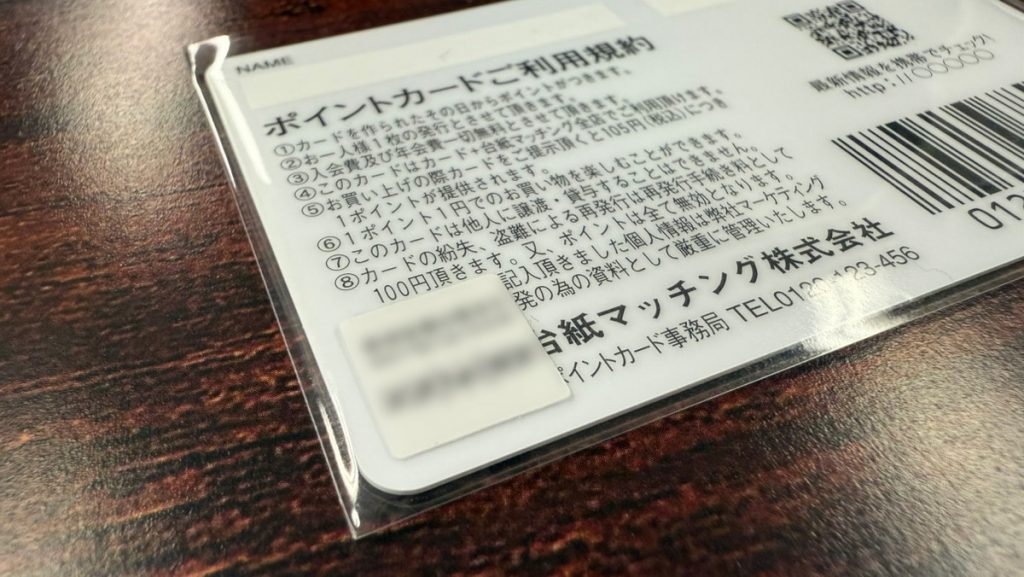 NAME
ポイントカードご利用規約
①カードを作られたその日からポイントがつきます。
②お一人様1枚の発行とさせて頂きます。
③入会費及び年会費一切無料とさせて頂きます。
④このカードはカード+台紙マッチング全店でご利用頂けます。
⑤お買い上げの際カードをご提示頂くと105円(税込)につき
1ポイントが提供されます。
⑥1ポイント1円でのお買い物を楽しむことができます。
⑦このカードは他人に譲渡・貸与することはできません。
⑧カードの紛失、盗難による再発行は再発行手続き料として
100円頂きます。又、ポイントは全て無効となります。
記入頂きました個人情報は弊社マーケティング
発の為の資料として厳重に管理いたします。
台紙マッチング株式会社
ポイントカード事務局 TEL0120-123-456
最新情報を携帯でチェック!
http://○○○○○
012